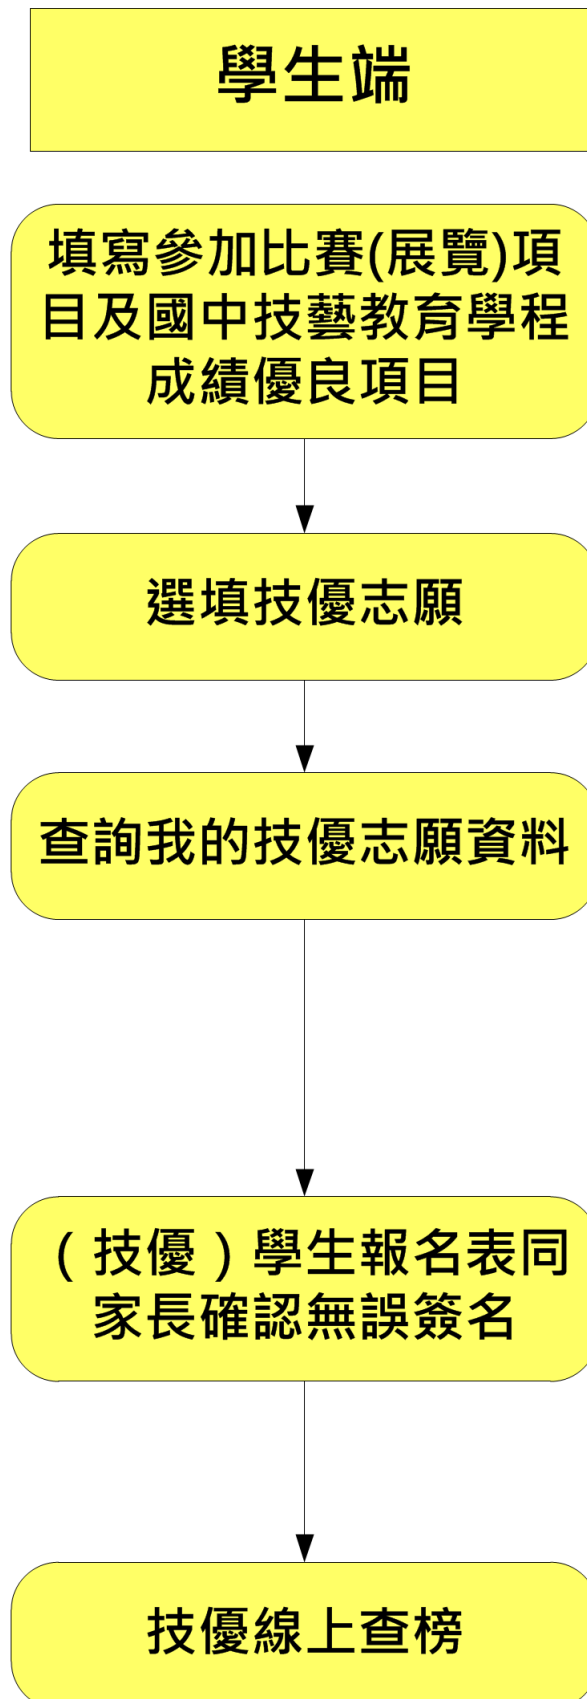 學生端
填寫參加比賽(展覽)項
目及國中技藝教育學程
成績優良項目
選填技優志願
查詢我的技優志願資料
（技優）學生報名表同
家長確認無誤簽名
技優線上查榜